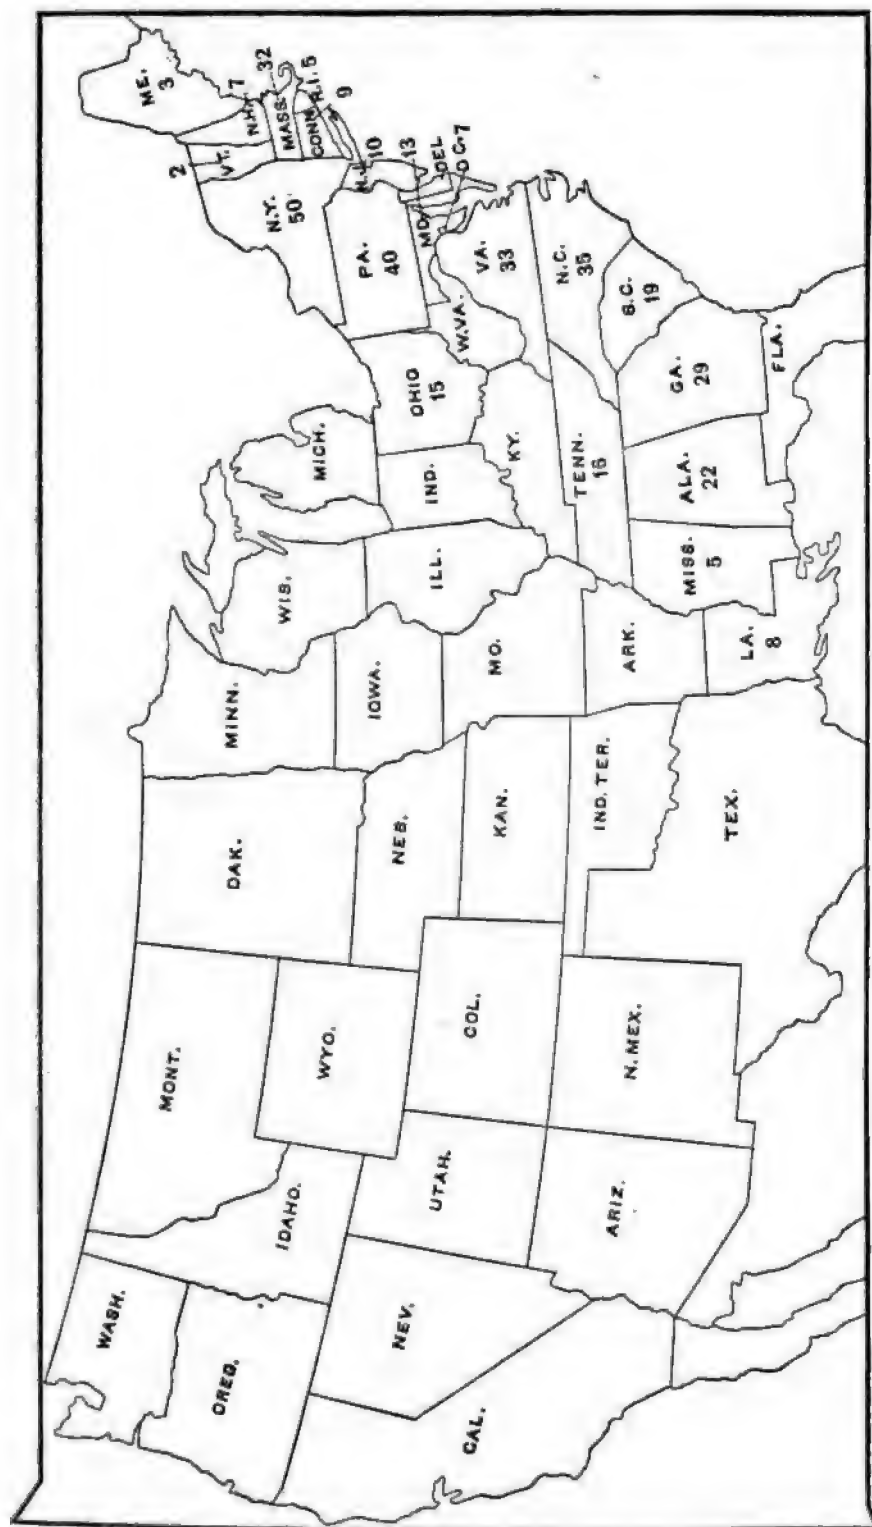 WASH.
OREG.
CAL.
NEV.
IDAHO.
MONT.
WYO.
UTAH.
ARIZ.
COL.
N. MEX.
DAK.
NEB.
KAN.
IND. TER.
TEX.
MINN.
IOWA.
MO.
ARK.
LA.
8
WIS.
ILL.
MICH.
IND.
OHIO
15
KY.
TENN.
16
MISS.
5
ALA.
22
GA.
29
FLA.
S.C.
19
N.C.
35
VA.
33
W.VA.
PA.
40
N.Y.
50
2
VT.
N.H.
7
ME.
3
MASS.
32
R.I. 5
CONN.
9
N.J.
10
MD.
13
DEL
D C-7